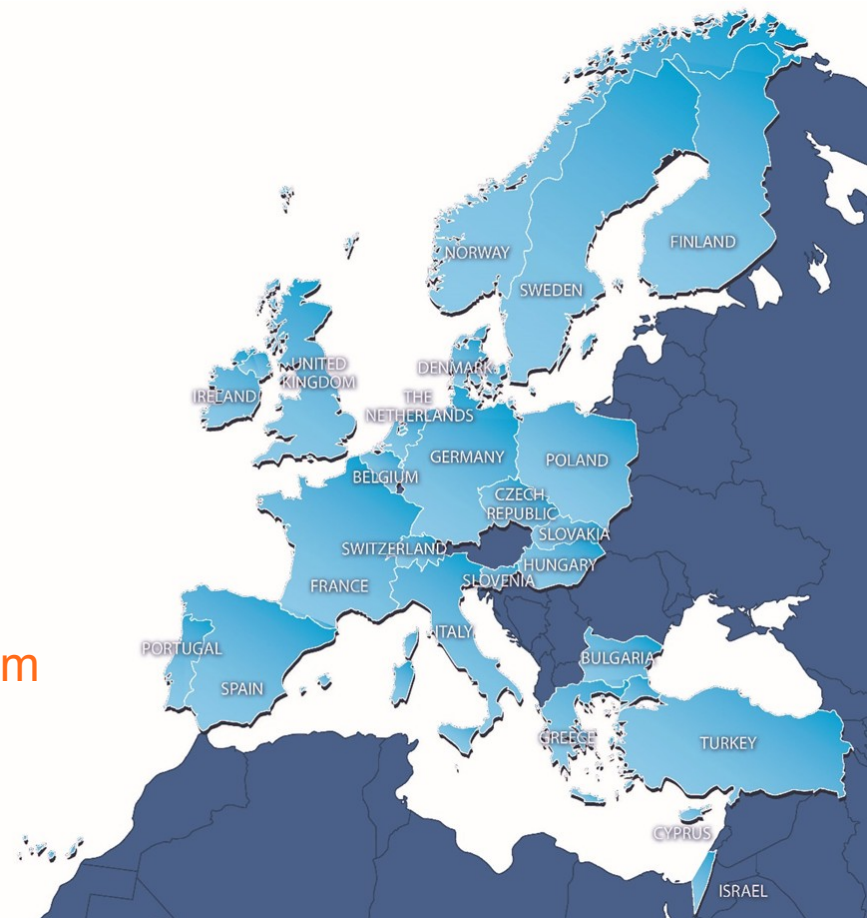 NORWAY
FINLAND
SWEDEN
UNITED
KINGDOM
DENMARK
IRELAND
THE
NETHERLANDS
GERMANY
POLAND
BELGIUM
CZECH
REPUBLIC
SLOVAKIA
SWITZERLAND
HUNGARY
SLOVENIA
FRANCE
ITALY
PORTUGAL
m
BULGARIA
SPAIN
GREECE
TURKEY
CYPRUS
ISRAEL